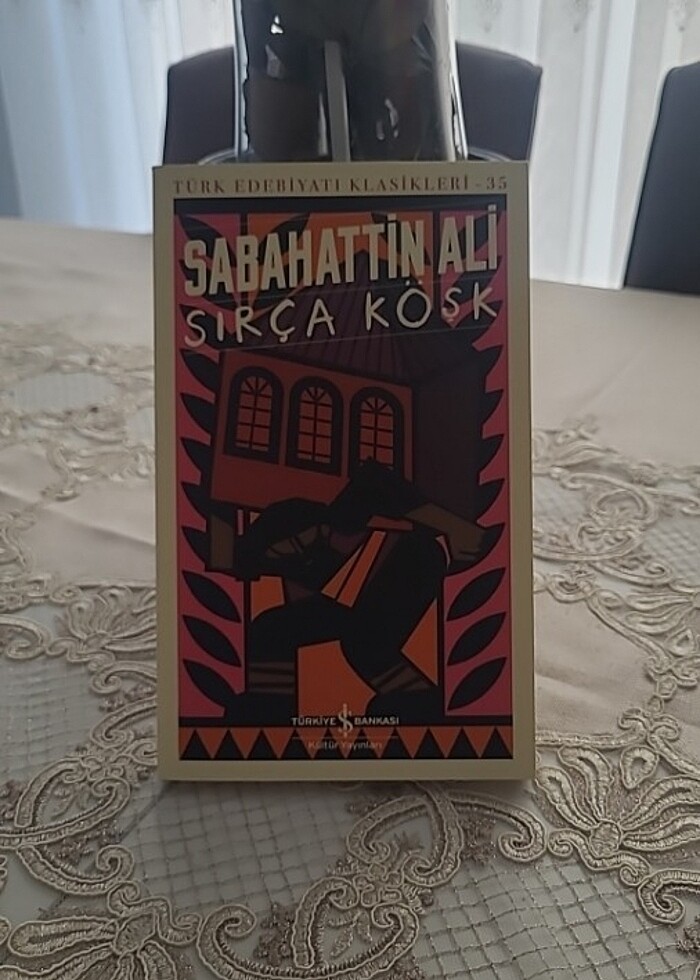 TÜRK EDEBİYATI KLASİKLERİ - 35
SABAHATTİN ALİ
SIRÇA KÖŞK
TÜRKİYE İŞ BANKASI
Kültür Yayınları